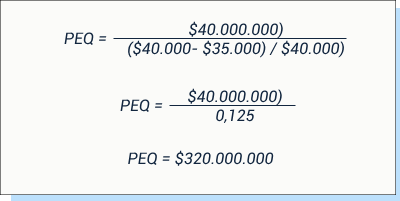 PEQ = $40.000.000)
($40.000- $35.000) / $40.000)
PEQ = $40.000.000)
0,125
PEQ = $320.000.000